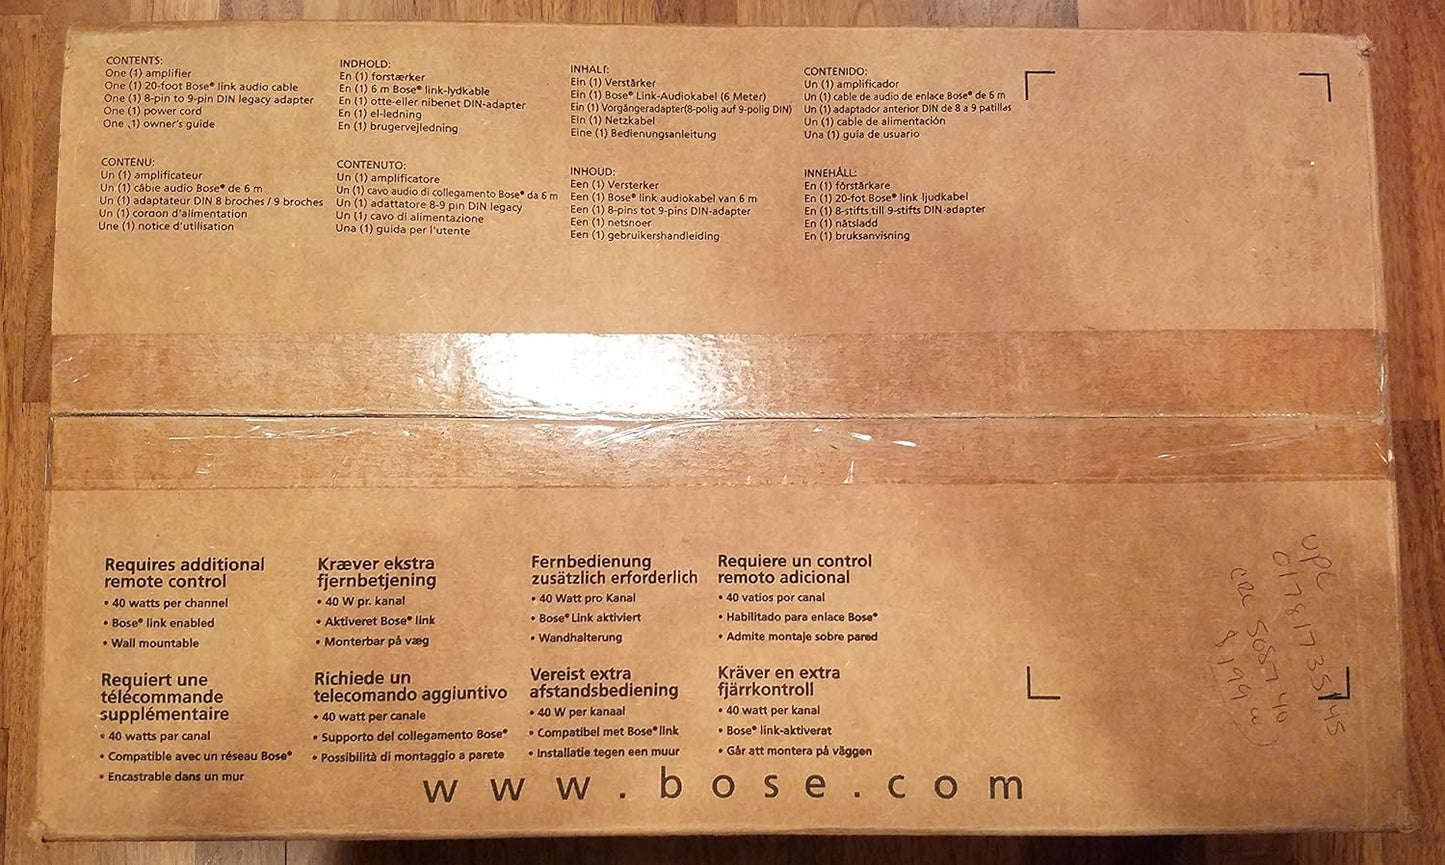 CONTENTS:
One (1) amplifier
One (1) 20-foot Bose® link audio cable
One (1) 8-pin to 9-pin DIN legacy adapter
One (1) power cord
One (1) owner's guide
INDHOLD:
En (1) forstærker
En (1) 6 m Bose® link-lydkable
En (1) otte-eller nibenet DIN-adapter
En (1) el-ledning
En (1) brugervejledning
INHALT:
Ein (1) Verstärker
Ein (1) Bose® Link-Audiokabel (6 Meter)
Ein (1) Vorgängeradapter(8-polig auf 9-polig DIN)
Ein (1) Netzkabel
Eine (1) Bedienungsanleitung
CONTENIDO:
Un (1) amplificador
Un (1) cable de audio de enlace Bose® de 6 m
Un (1) adaptador anterior DIN de 8 a 9 patillas
Un (1) cable de alimentación
Una (1) guía de usuario
CONTENU:
Un (1) amplificateur
Un (1) câble audio Bose® de 6 m
Un (1) adaptateur DIN 8 broches / 9 broches
Un (1) cordon d'alimentation
Une (1) notice d'utilisation
CONTENUTO:
Un (1) amplificatore
Un (1) cavo audio di collegamento Bose® da 6 m
Un (1) adattatore 8-9 pin DIN legacy
Un (1) cavo di alimentazione
Una (1) guida per l'utente
INHOUD:
Een (1) Versterker
Een (1) Bose® link audiokabel van 6 m
Een (1) 8-pins tot 9-pins DIN-adapter
Een (1) netsnoer
Een (1) gebruikershandleiding
INNEHÅLL:
En (1) förstärkare
En (1) 20-fot Bose® link ljudkabel
En (1) 8-stifts till 9-stifts DIN-adapter
En (1) nätsladd
En (1) bruksanvisning
Requires additional
remote control
• 40 watts per channel
• Bose® link enabled
• Wall mountable
Kræver ekstra
fjernbetjening
• 40 W pr. kanal
• Aktiveret Bose® link
• Monterbar på væg
Fernbedienung
zusätzlich erforderlich
• 40 Watt pro Kanal
• Bose® Link aktiviert
• Wandhalterung
Requiere un control
remoto adicional
• 40 vatios por canal
• Habilitado para enlace Bose®
• Admite montaje sobre pared
Requiert une
télécommande
supplémentaire
• 40 watts par canal
• Compatible avec un réseau Bose®
• Encastrable dans un mur
Richiede un
telecomando aggiuntivo
• 40 watt per canale
• Supporto del collegamento Bose®
• Possibilità di montaggio a parete
Vereist extra
afstandsbediening
• 40 W per kanaal
• Compatibel met Bose® link
• Installatie tegen een muur
Kräver en extra
fjärrkontroll
• 40 watt per kanal
• Bose® link-aktiverat
• Går att montera på väggen
www.bose.com
UPC